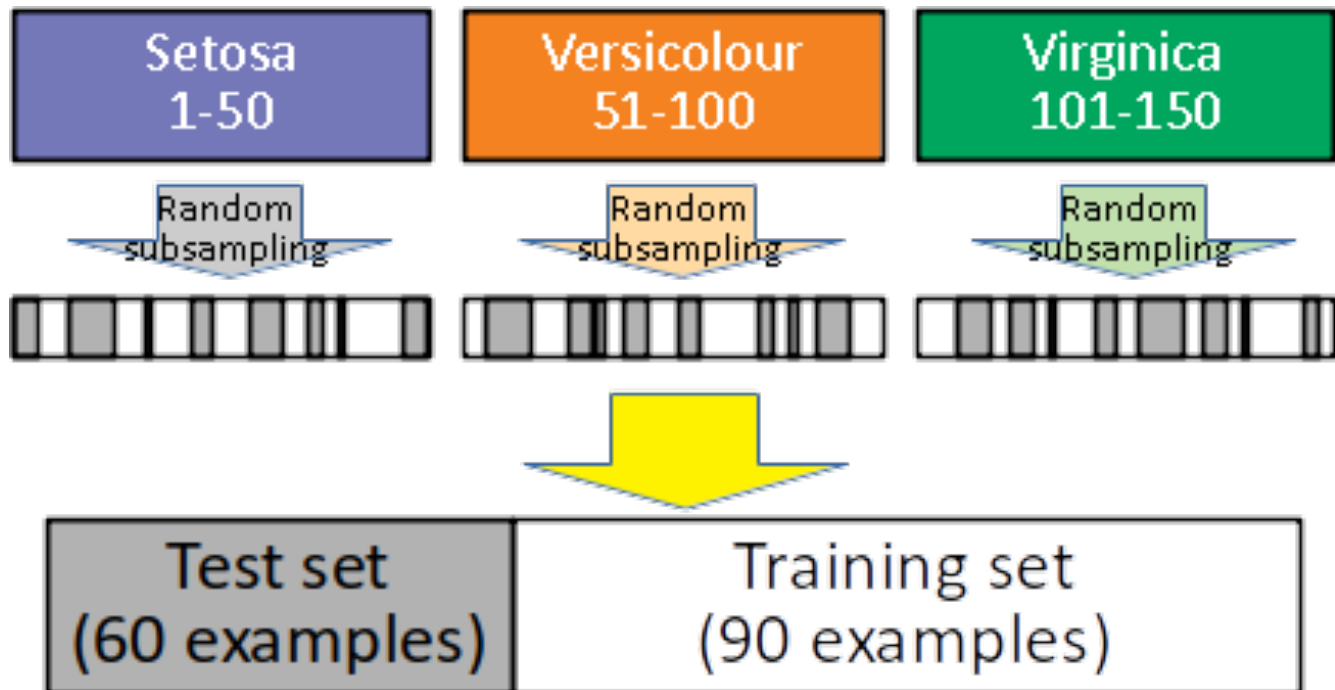 Setosa
1-50
Versicolour
51-100
Virginica
101-150
Random
subsampling
Random
subsampling
Random
subsampling
Test set
(60 examples)
Training set
(90 examples)